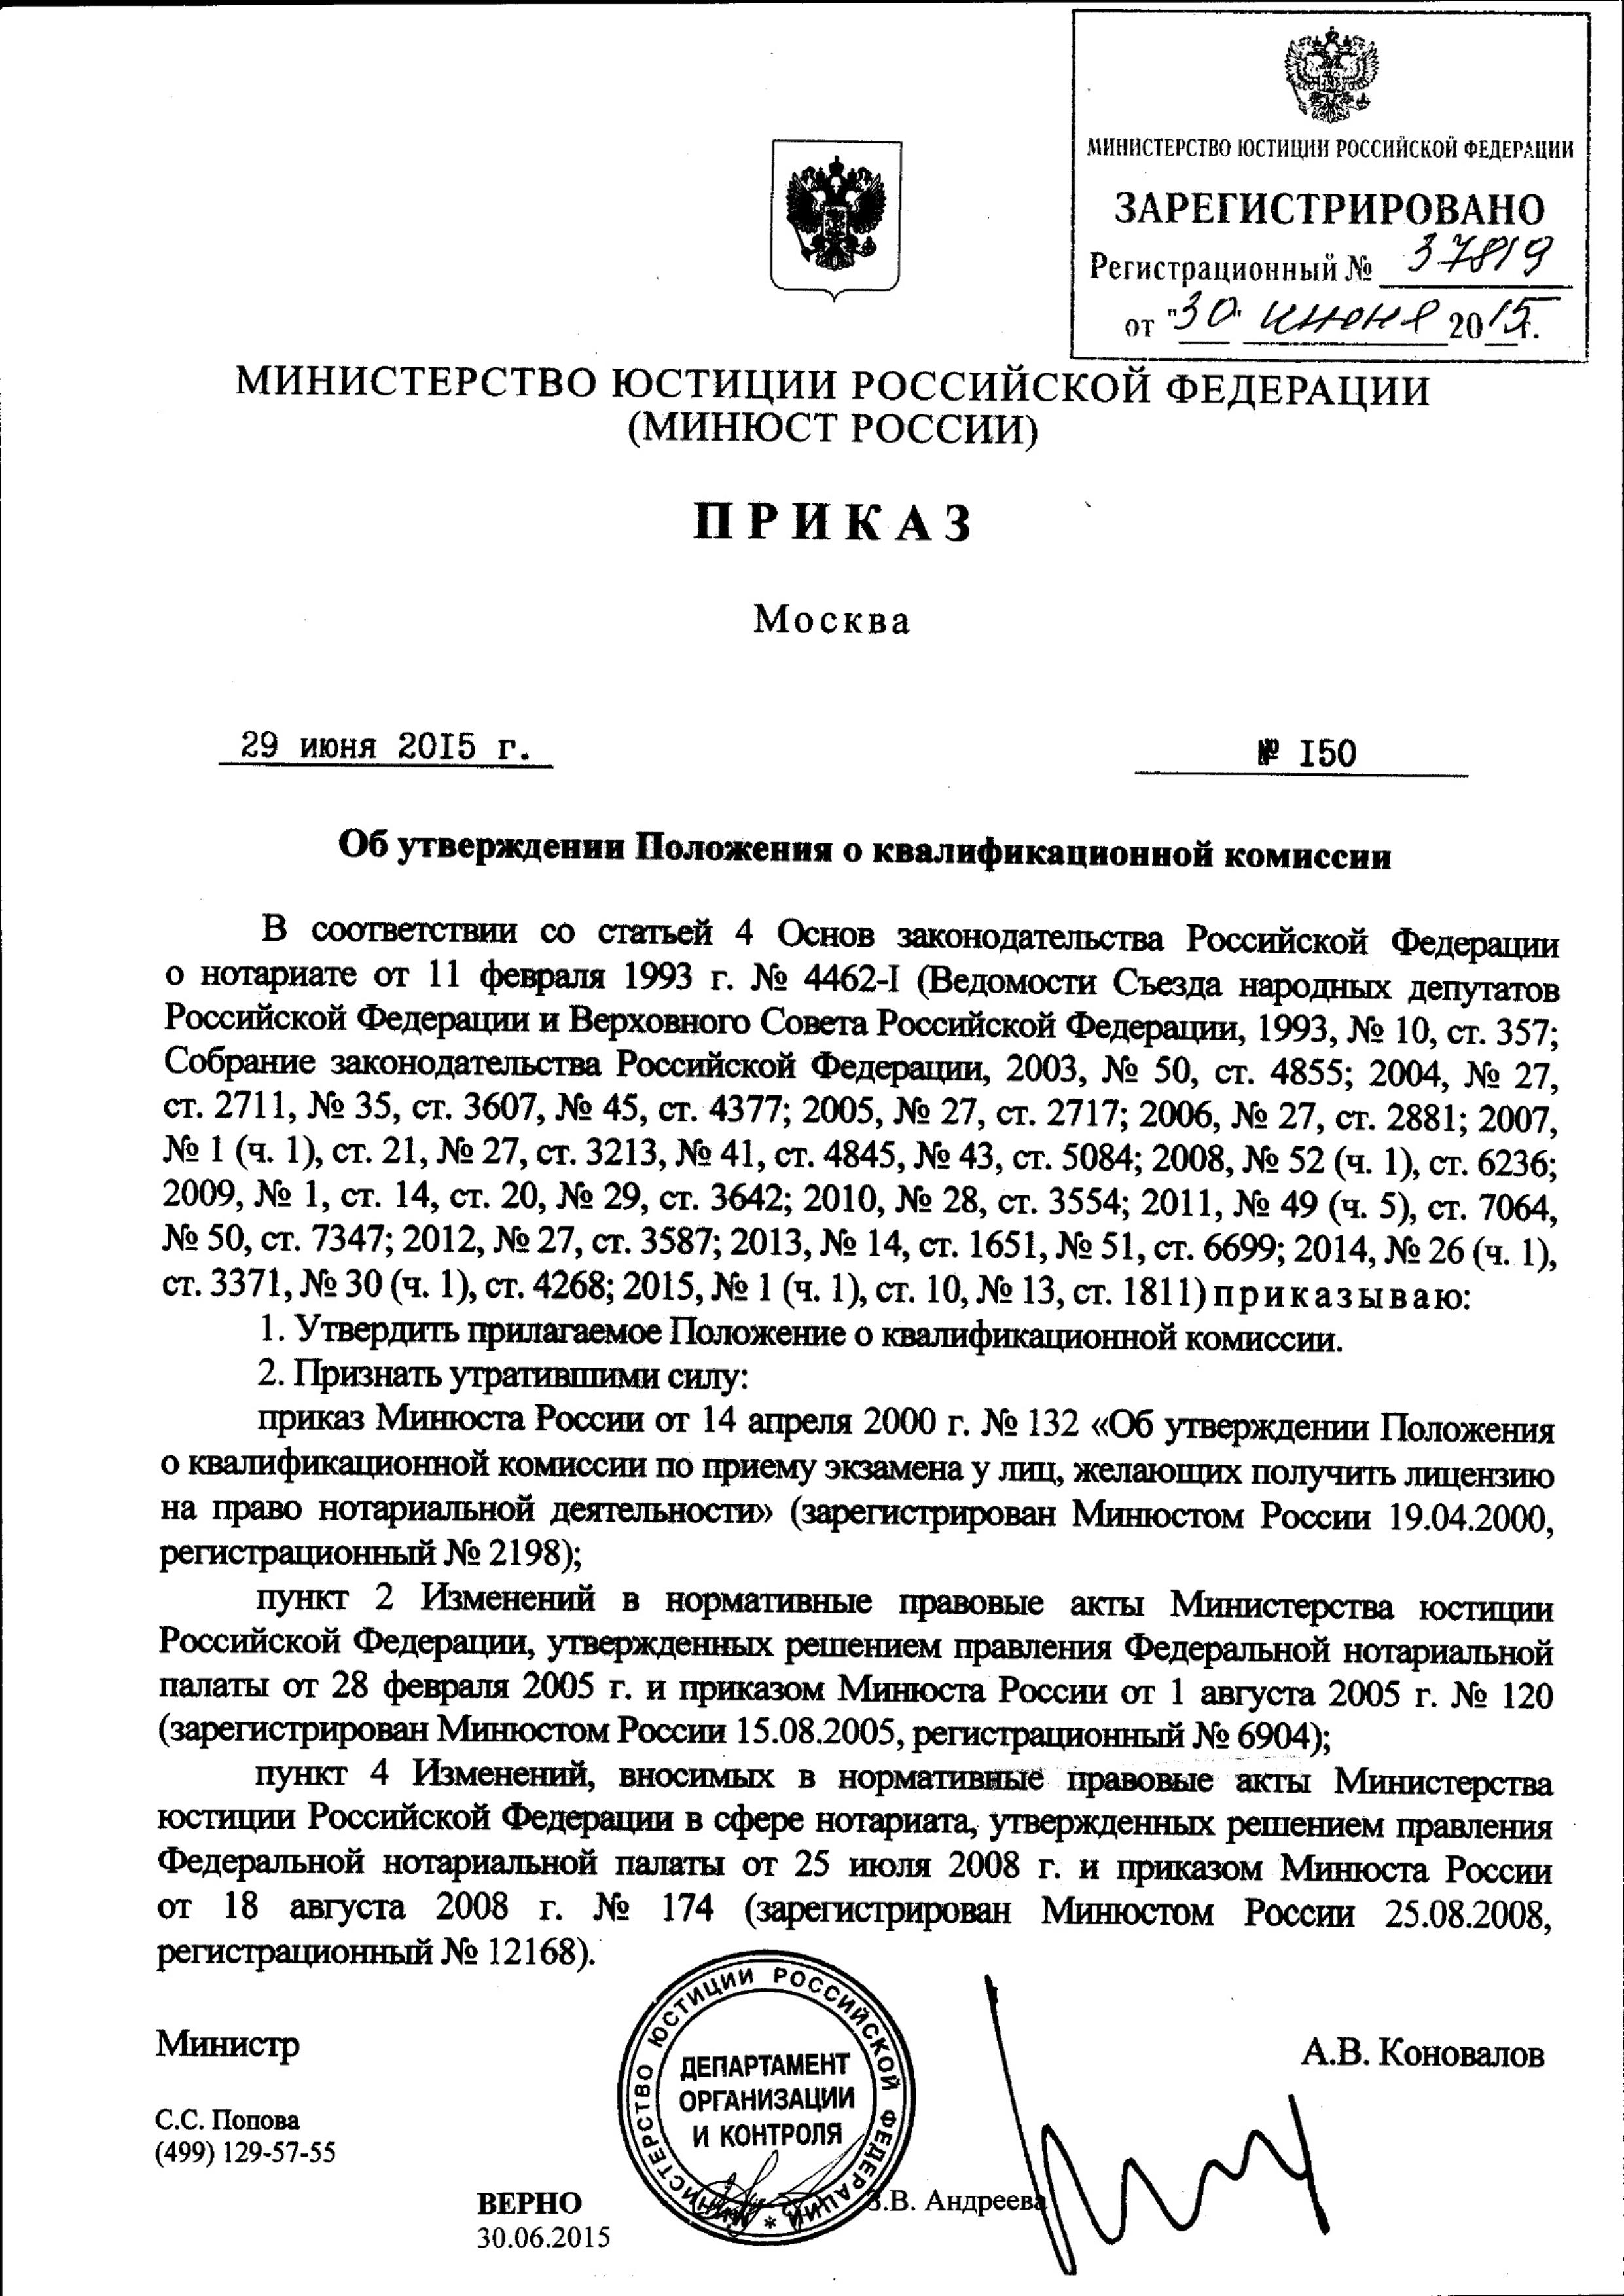 МИНИСТЕРСТВО ЮСТИЦИИ РОССИЙСКОЙ ФЕДЕРАЦИИ
ЗАРЕГИСТРИРОВАНО
Регистрационный № 37819
от "30" июня 2015г.
МИНИСТЕРСТВО ЮСТИЦИИ РОССИЙСКОЙ ФЕДЕРАЦИИ
(МИНЮСТ РОССИИ)
ПРИКАЗ
Москва
29 июня 2015 г.
№ 150
Об утверждении Положения о квалификационной комиссии
В соответствии со статьей 4 Основ законодательства Российской Федерации
о нотариате от 11 февраля 1993 г. № 4462-I (Ведомости Съезда народных депутатов
Российской Федерации и Верховного Совета Российской Федерации, 1993, № 10, ст. 357;
Собрание законодательства Российской Федерации, 2003, № 50, ст. 4855; 2004, № 27,
ст. 2711, № 35, ст. 3607, № 45, ст. 4377; 2005, № 27, ст. 2717; 2006, № 27, ст. 2881; 2007,
№ 1 (ч. 1), ст. 21, № 27, ст. 3213, № 41, ст. 4845, № 43, ст. 5084; 2008, № 52 (ч. 1), ст. 6236;
2009, № 1, ст. 14, ст. 20, № 29, ст. 3642; 2010, № 28, ст. 3554; 2011, № 49 (ч. 5), ст. 7064,
№ 50, ст. 7347; 2012, № 27, ст. 3587; 2013, № 14, ст. 1651, № 51, ст. 6699; 2014, № 26 (ч. 1),
ст. 3371, № 30 (ч. 1), ст. 4268; 2015, № 1 (ч. 1), ст. 10, № 13, ст. 1811) приказываю:
1. Утвердить прилагаемое Положение о квалификационной комиссии.
2. Признать утратившими силу:
приказ Минюста России от 14 апреля 2000 г. № 132 «Об утверждении Положения
о квалификационной комиссии по приему экзамена у лиц, желающих получить лицензию
на право нотариальной деятельности» (зарегистрирован Минюстом России 19.04.2000,
регистрационный № 2198);
пункт 2 Изменений в нормативные правовые акты Министерства юстиции
Российской Федерации, утвержденных решением правления Федеральной нотариальной
палаты от 28 февраля 2005 г. и приказом Минюста России от 1 августа 2005 г. № 120
(зарегистрирован Минюстом России 15.08.2005, регистрационный № 6904);
пункт 4 Изменений, вносимых в нормативные правовые акты Министерства
юстиции Российской Федерации в сфере нотариата, утвержденных решением правления
Федеральной нотариальной палаты от 25 июля 2008 г. и приказом Минюста России
от 18 августа 2008 г. № 174 (зарегистрирован Минюстом России 25.08.2008,
регистрационный № 12168).
Министр
А.В. Коновалов
МИНИСТЕРСТВО ЮСТИЦИИ РОССИЙСКОЙ ФЕДЕРАЦИИ *
ДЕПАРТАМЕНТ
ОРГАНИЗАЦИИ
И КОНТРОЛЯ
С.С. Попова
(499) 129-57-55
ВЕРНО
З.В. Андреева
30.06.2015